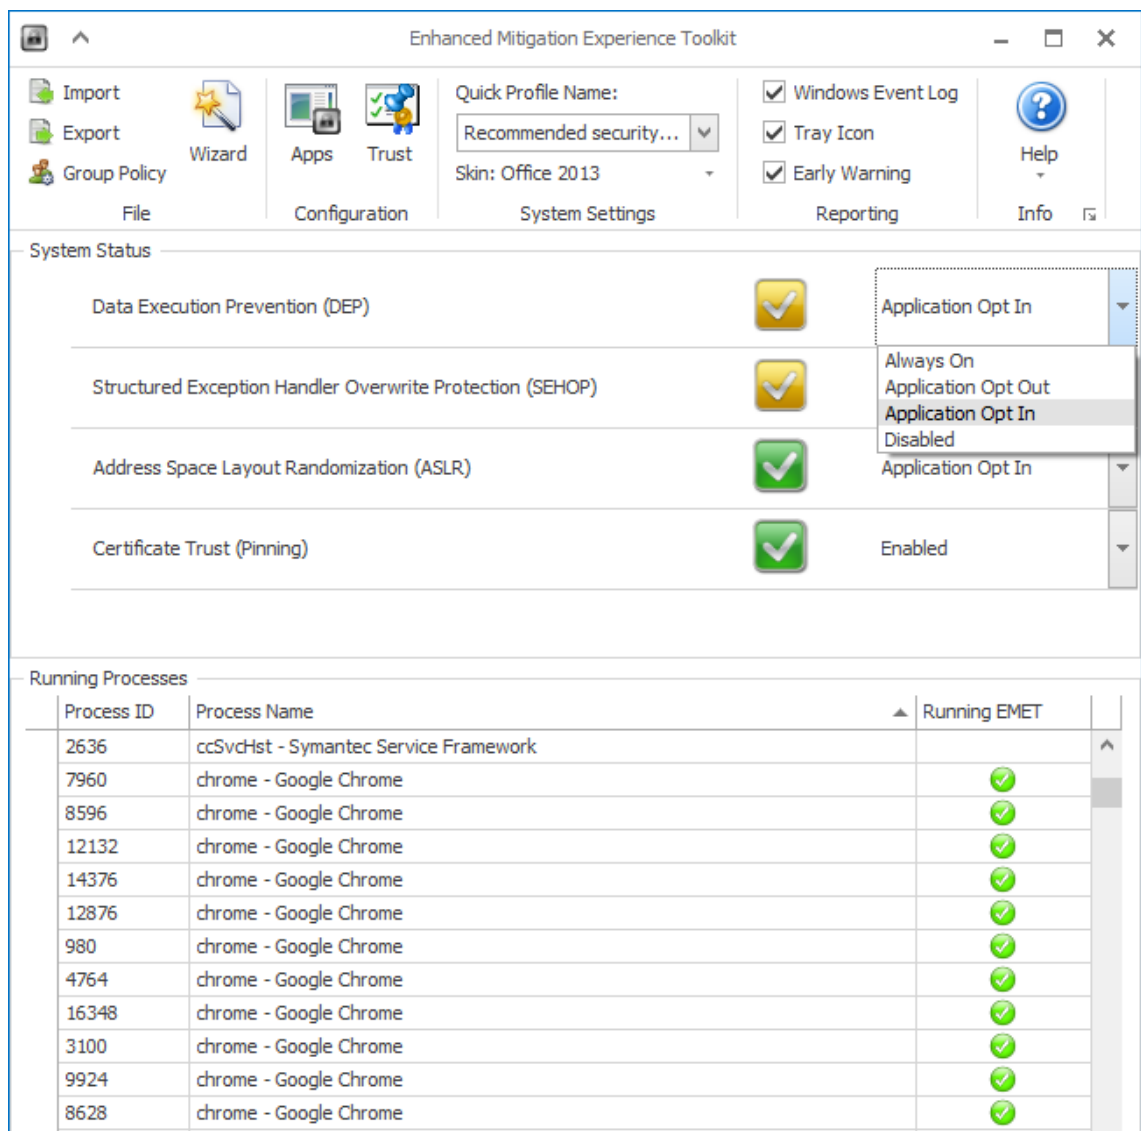 Enhanced Mitigation Experience Toolkit
Import
Export
Group Policy
Wizard
File
Apps
Trust
Configuration
Quick Profile Name:
Recommended security...
Skin: Office 2013
System Settings
Windows Event Log
Tray Icon
Early Warning
Reporting
Help
Info
System Status
Data Execution Prevention (DEP)
Application Opt In
Always On
Application Opt Out
Application Opt In
Disabled
Structured Exception Handler Overwrite Protection (SEHOP)
Address Space Layout Randomization (ASLR)
Application Opt In
Certificate Trust (Pinning)
Enabled
Running Processes
Process ID Process Name Running EMET
2636 ccSvcHst - Symantec Service Framework
7960 chrome - Google Chrome
8596 chrome - Google Chrome
12132 chrome - Google Chrome
14376 chrome - Google Chrome
12876 chrome - Google Chrome
980 chrome - Google Chrome
4764 chrome - Google Chrome
16348 chrome - Google Chrome
3100 chrome - Google Chrome
9924 chrome - Google Chrome
8628 chrome - Google Chrome